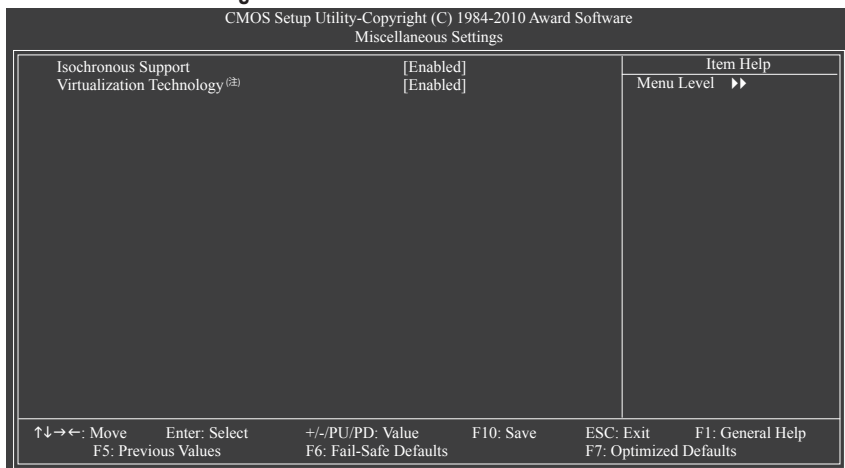 CMOS Setup Utility-Copyright (C) 1984-2010 Award Software
Miscellaneous Settings
Isochronous Support [Enabled]
Virtualization Technology (注) [Enabled]
Item Help
Menu Level ▶▶
↑↓→←: Move Enter: Select +/-/PU/PD: Value F10: Save ESC: Exit F1: General Help
F5: Previous Values F6: Fail-Safe Defaults F7: Optimized Defaults